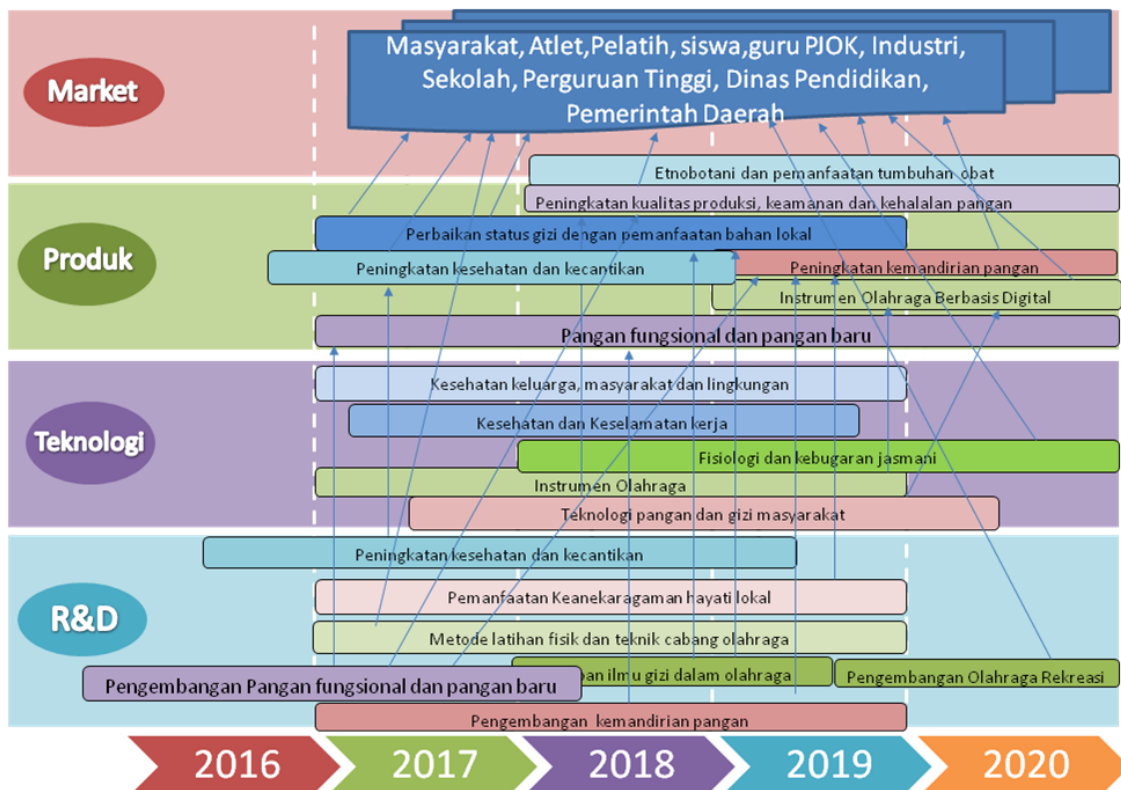 Market
Masyarakat, Atlet,Pelatih, siswa,guru PJOK, Industri,
Sekolah, Perguruan Tinggi, Dinas Pendidikan,
Pemerintah Daerah
Etnobotani dan pemanfaatan tumbuhan obat
Peningkatan kualitas produksi, keamanan dan kehalalan pangan
Produk
Perbaikan status gizi dengan pemanfaatan bahan lokal
Peningkatan kesehatan dan kecantikan
Peningkatan kemandirian pangan
Instrumen Olahraga Berbasis Digital
Pangan fungsional dan pangan baru
Teknologi
Kesehatan keluarga, masyarakat dan lingkungan
Kesehatan dan Keselamatan kerja
Fisiologi dan kebugaran jasmani
Instrumen Olahraga
Teknologi pangan dan gizi masyarakat
R&D
Peningkatan kesehatan dan kecantikan
Pemanfaatan Keanekaragaman hayati lokal
Metode latihan fisik dan teknik cabang olahraga
ilmu gizi dalam olahraga
Pengembangan Olahraga Rekreasi
Pengembangan Pangan fungsional dan pangan baru
Pengembangan kemandirian pangan
2016
2017
2018
2019
2020